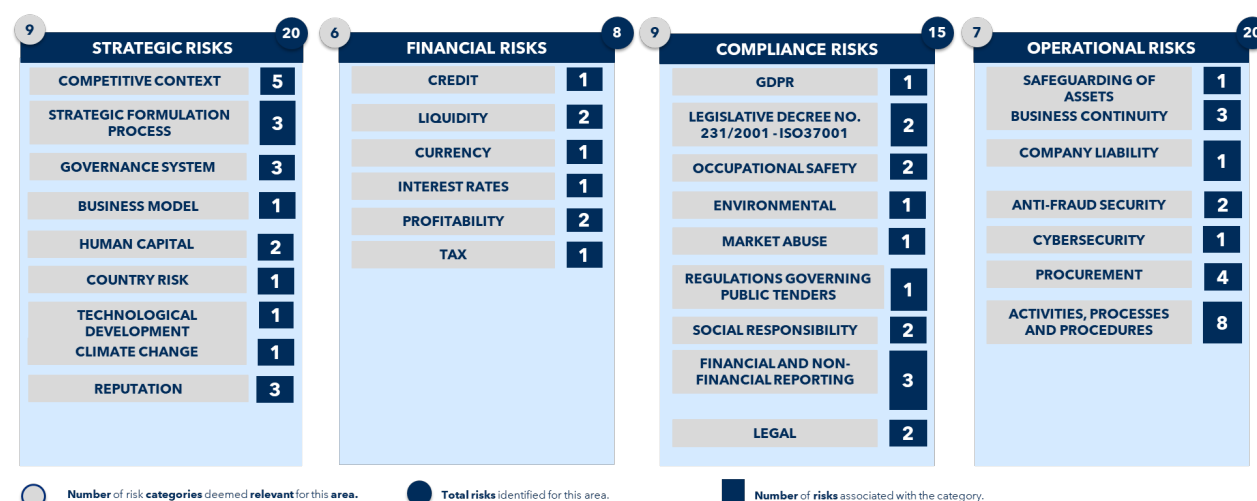 9
STRATEGIC RISKS
20
COMPETITIVE CONTEXT
5
STRATEGIC FORMULATION
PROCESS
3
GOVERNANCE SYSTEM
3
BUSINESS MODEL
1
HUMAN CAPITAL
2
COUNTRY RISK
1
TECHNOLOGICAL
DEVELOPMENT
1
CLIMATE CHANGE
1
REPUTATION
3
6
FINANCIAL RISKS
8
CREDIT
1
LIQUIDITY
2
CURRENCY
1
INTEREST RATES
1
PROFITABILITY
2
TAX
1
9
COMPLIANCE RISKS
15
GDPR
1
LEGISLATIVE DECREE NO.
231/2001 - ISO37001
2
OCCUPATIONAL SAFETY
2
ENVIRONMENTAL
1
MARKET ABUSE
1
REGULATIONS GOVERNING
PUBLIC TENDERS
1
SOCIAL RESPONSIBILITY
2
FINANCIAL AND NON-
FINANCIAL REPORTING
3
LEGAL
2
7
OPERATIONAL RISKS
20
SAFEGUARDING OF
ASSETS
1
BUSINESS CONTINUITY
3
COMPANY LIABILITY
1
ANTI-FRAUD SECURITY
2
CYBERSECURITY
1
PROCUREMENT
4
ACTIVITIES, PROCESSES
AND PROCEDURES
8
Number of risk categories deemed relevant for this area.
Total risks identified for this area.
Number of risks associated with the category.